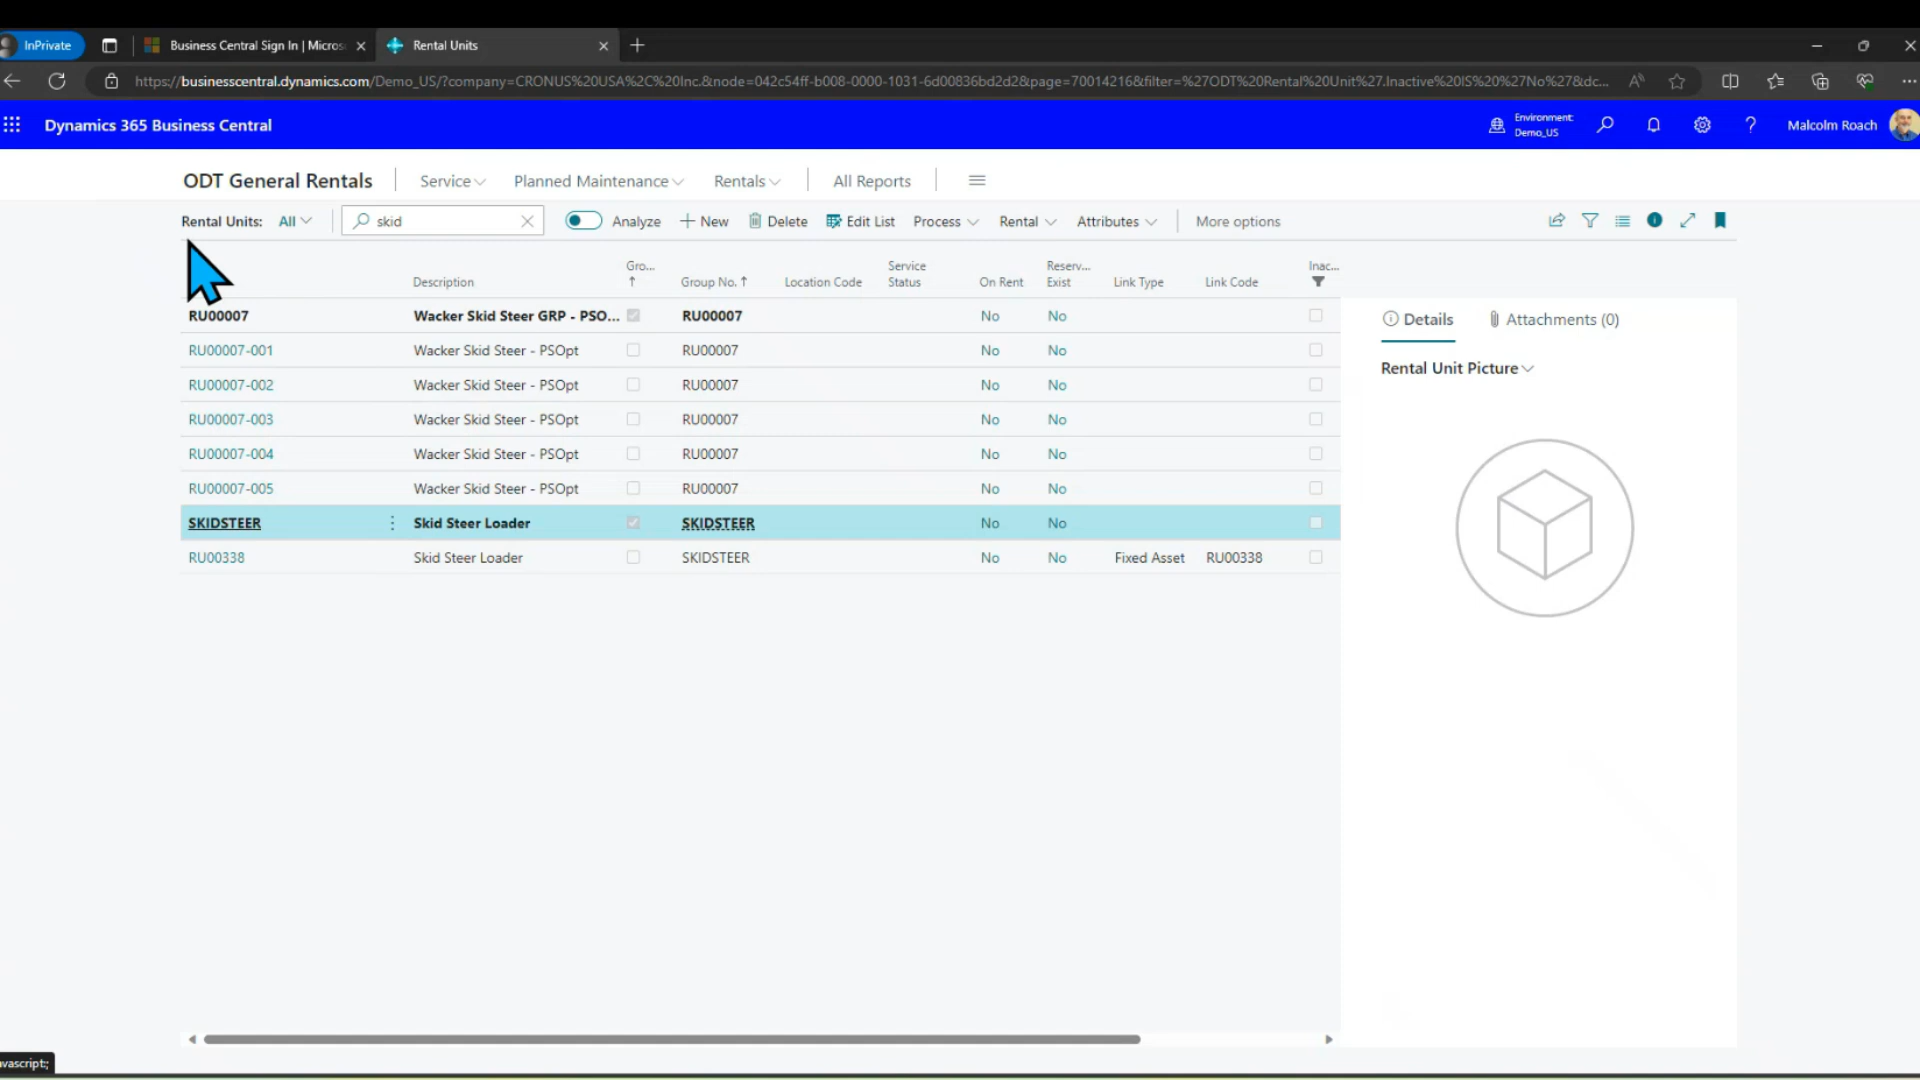 InPrivate
Business Central Sign In | Micros
Rental Units
https://businesscentral.dynamics.com/Demo_US/?company=CRONUS%20USA%2C%20Inc.&node=042c54ff-b008-0000-1031-6d00836bd2d2&page=70014216&filter=%27ODT%20Rental%20Unit%27.Inactive%20IS%20%27No%27&dc...
Dynamics 365 Business Central
Environment:
Demo_US
Malcolm Roach
ODT General Rentals
Service
Planned Maintenance
Rentals
All Reports
Rental Units: All
skid
Analyze
New
Delete
Edit List
Process
Rental
Attributes
More options
Description
Gro... ↑
Group No. ↑
Location Code
Service Status
On Rent
Reserv... Exist
Link Type
Link Code
Inac...
RU00007 Wacker Skid Steer GRP - PSO... RU00007 No No
RU00007-001 Wacker Skid Steer - PSOpt RU00007 No No
RU00007-002 Wacker Skid Steer - PSOpt RU00007 No No
RU00007-003 Wacker Skid Steer - PSOpt RU00007 No No
RU00007-004 Wacker Skid Steer - PSOpt RU00007 No No
RU00007-005 Wacker Skid Steer - PSOpt RU00007 No No
SKIDSTEER Skid Steer Loader SKIDSTEER No No
RU00338 Skid Steer Loader SKIDSTEER No No Fixed Asset RU00338
Details
Attachments (0)
Rental Unit Picture
avascript:;